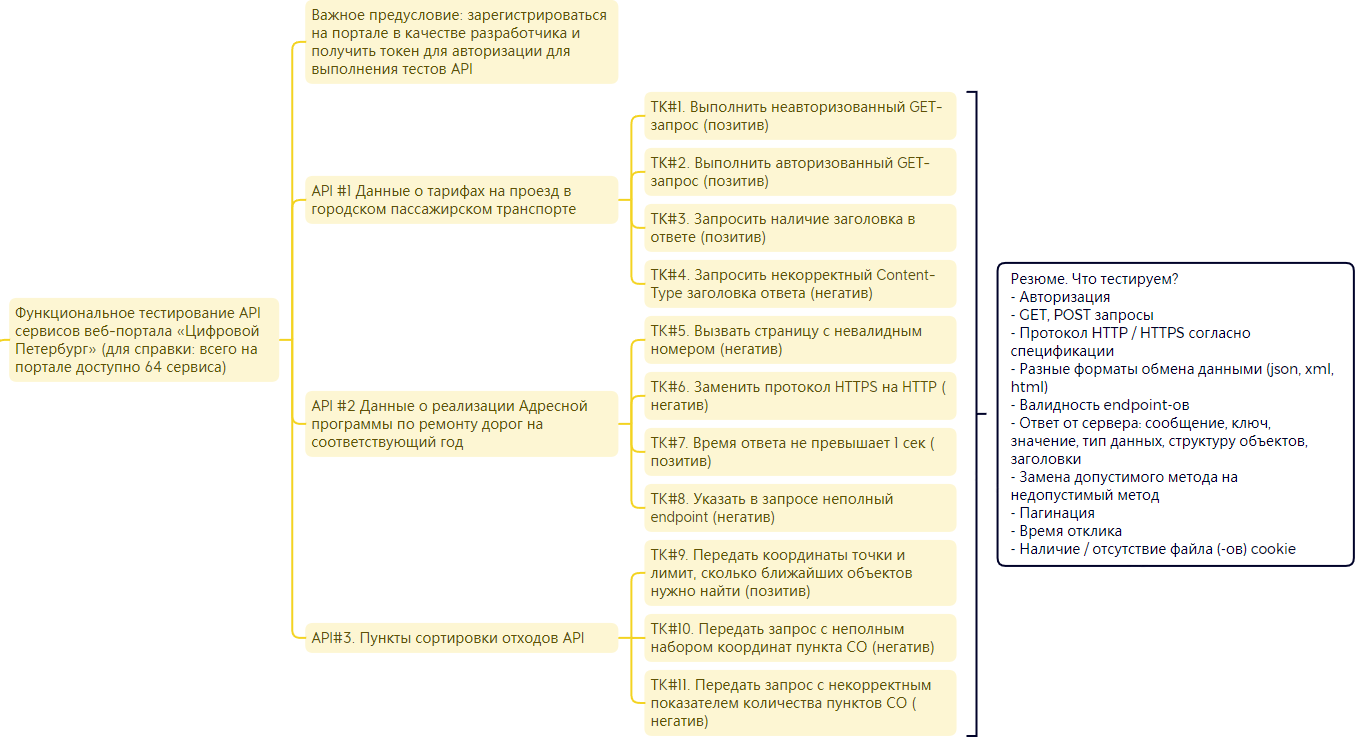 Функциональное тестирование API
сервисов веб-портала «Цифровой
Петербург» (для справки: всего на
портале доступно 64 сервиса)
Важное предусловие: зарегистрироваться
на портале в качестве разработчика и
получить токен для авторизации для
выполнения тестов API
API #1 Данные о тарифах на проезд в
городском пассажирском транспорте
ТК#1. Выполнить неавторизованный GET-
запрос (позитив)
ТК#2. Выполнить авторизованный GET-
запрос (позитив)
ТК#3. Запросить наличие заголовка в
ответе (позитив)
ТК#4. Запросить некорректный Content-
Type заголовка ответа (негатив)
API #2 Данные о реализации Адресной
программы по ремонту дорог на
соответствующий год
ТК#5. Вызвать страницу с невалидным
номером (негатив)
ТК#6. Заменить протокол HTTPS на HTTP (
негатив)
ТК#7. Время ответа не превышает 1 сек (
позитив)
ТК#8. Указать в запросе неполный
endpoint (негатив)
API#3. Пункты сортировки отходов API
ТК#9. Передать координаты точки и
лимит, сколько ближайших объектов
нужно найти (позитив)
ТК#10. Передать запрос с неполным
набором координат пункта СО (негатив)
ТК#11. Передать запрос с некорректным
показателем количества пунктов СО (
негатив)
Резюме. Что тестируем?
- Авторизация
- GET, POST запросы
- Протокол HTTP / HTTPS согласно
спецификации
- Разные форматы обмена данными (json, xml,
html)
- Валидность endpoint-ов
- Ответ от сервера: сообщение, ключ,
значение, тип данных, структуру объектов,
заголовки
- Замена допустимого метода на
недопустимый метод
- Пагинация
- Время отклика
- Наличие / отсутствие файла (-ов) cookie